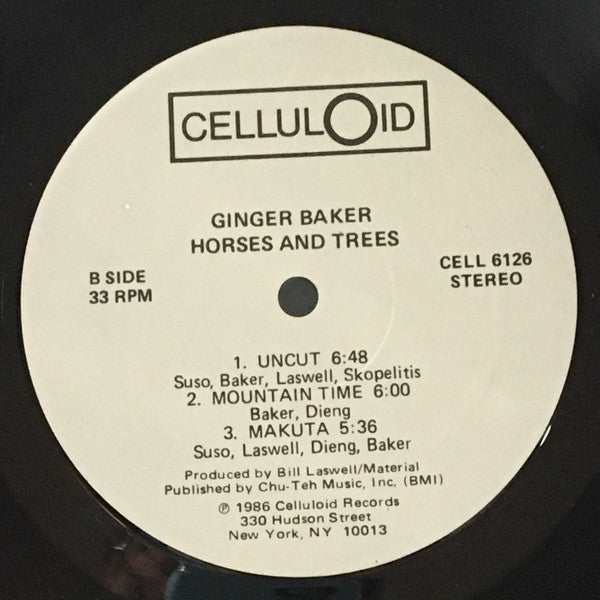 CELLULOID
GINGER BAKER
HORSES AND TREES
B SIDE
33 RPM
CELL 6126
STEREO
1. UNCUT 6:48
Suso, Baker, Laswell, Skopelitis
2. MOUNTAIN TIME 6:00
Baker, Dieng
3. MAKUTA 5:36
Suso, Laswell, Dieng, Baker
Produced by Bill Laswell/Material
Published by Chu-Teh Music, Inc. (BMI)
℗ 1986 Celluloid Records
330 Hudson Street
New York, NY 10013